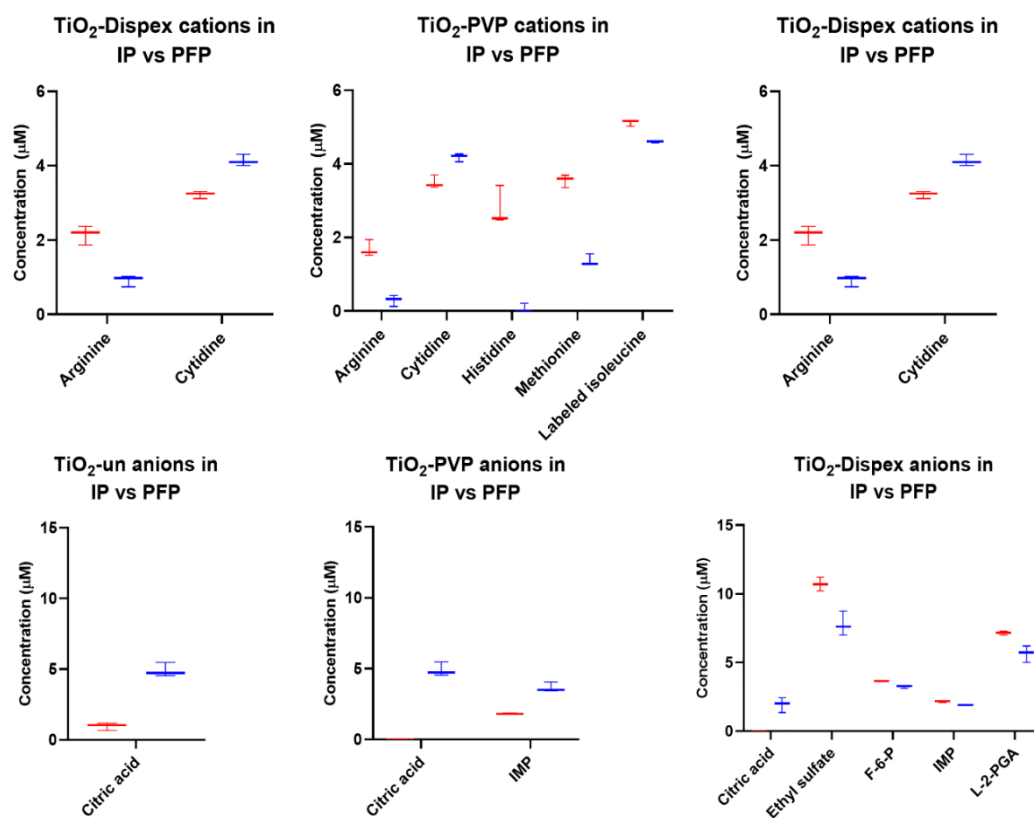 TiO₂-Dispex cations in
IP vs PFP
Concentration (µM)
6
4
2
0
Arginine
Cytidine
TiO₂-PVP cations in
IP vs PFP
Concentration (µM)
6
4
2
0
Arginine
Cytidine
Histidine
Methionine
Labeled isoleucine
TiO₂-Dispex cations in
IP vs PFP
Concentration (µM)
6
4
2
0
Arginine
Cytidine
TiO₂-un anions in
IP vs PFP
Concentration (µM)
15
10
5
0
Citric acid
TiO₂-PVP anions in
IP vs PFP
Concentration (µM)
15
10
5
0
Citric acid
IMP
TiO₂-Dispex anions in
IP vs PFP
Concentration (µM)
15
10
5
0
Citric acid
Ethyl sulfate
F-6-P
IMP
L-2-PGA